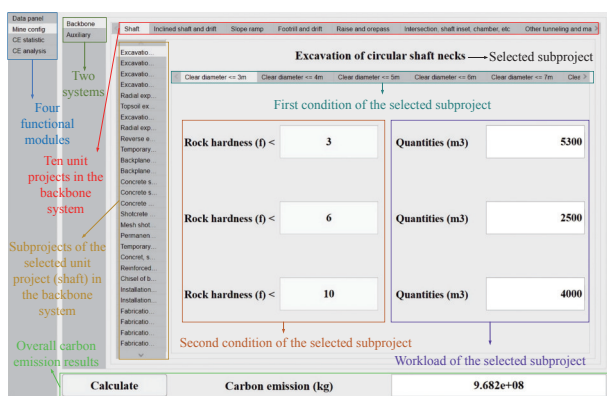 Data panel
Mine config
CE statistic
CE analysis
Backbone
Auxiliary
Shaft
Inclined shaft and drift
Slope ramp
Foothill and drift
Raise and orepass
Intersection, shaft inset, chamber, etc
Other tunneling and ma
Excavatio...
Excavatio...
Excavatio...
Excavatio...
Radial exp...
Topsoil ex...
Excavatio...
Radial exp...
Reverse e...
Temporary...
Backplane...
Backplane...
Concrete s...
Concrete s...
Concrete ...
Shotcrete ...
Mesh shot...
Permanen...
Temporary...
Concret, s...
Reinforced...
Chisel of b...
Installation...
Installation...
Fabricatio...
Fabricatio...
Fabricatio...
Fabricatio...
Excavation of circular shaft necks
Selected subproject
Clear diameter <= 3m
Clear diameter <= 4m
Clear diameter <= 5m
Clear diameter <= 6m
Clear diameter <= 7m
Clea
First condition of the selected subproject
Two
systems
Four
functional
modules
Ten unit
projects in the
backbone
system
Subprojects of the
selected unit
project (shaft) in
the backbone
system
Rock hardness (f) < 3
Quantities (m3) 5300
Rock hardness (f) < 6
Quantities (m3) 2500
Rock hardness (f) < 10
Quantities (m3) 4000
Second condition of the selected subproject
Workload of the selected subproject
Overall carbon
emission results
Calculate
Carbon emission (kg)
9.682e+08